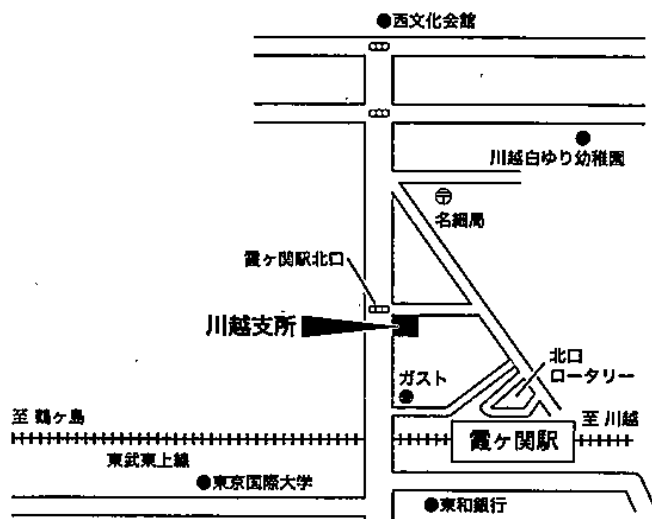 ●西文化会館
川越白ゆり幼稚園
〒
名細局
霞ヶ関駅北口
川越支所
北口
ロータリー
ガスト
至 鶴ヶ島
至 川越
霞ヶ関駅
東武東上線
●東京国際大学
●東和銀行